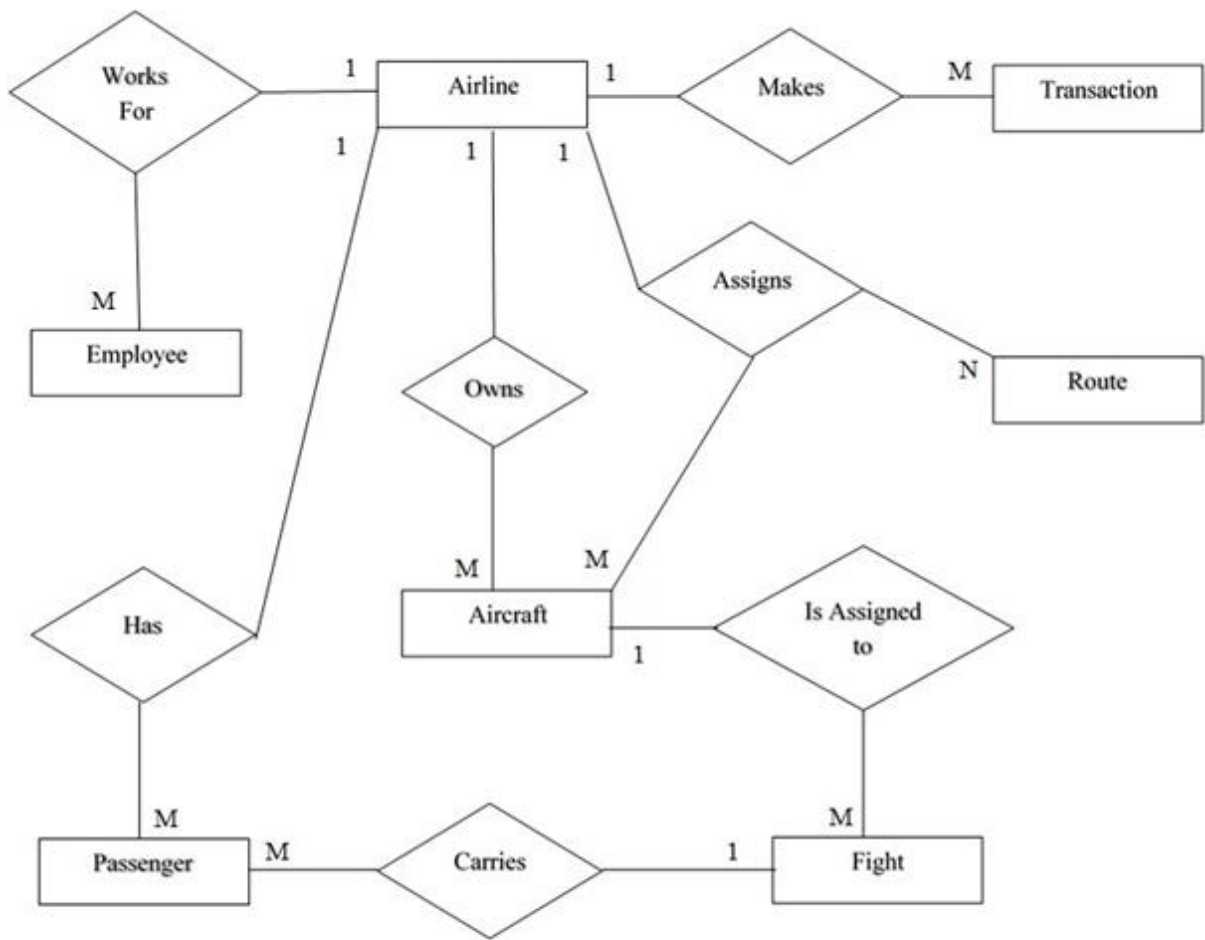 Works
For
1
Airline
1
Makes
M
Transaction
1
1
1
Assigns
M
Employee
Owns
N
Route
M
M
Aircraft
1
Is Assigned
to
Has
M
M
Passenger
M
Carries
1
Fight